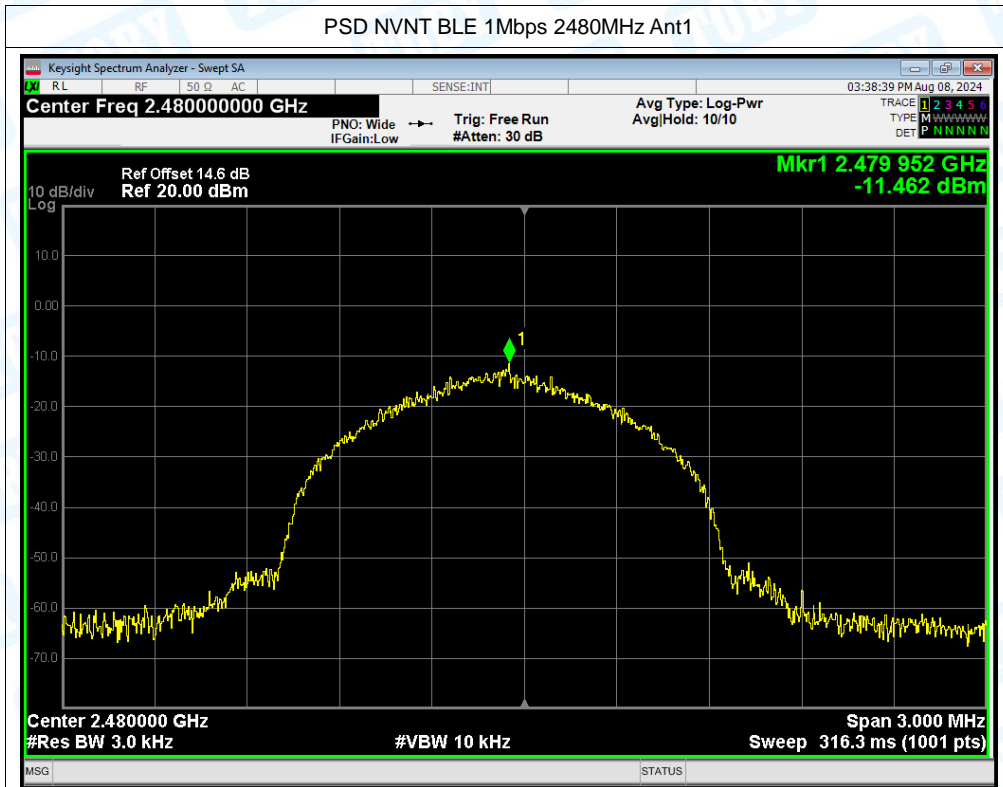 PSD NVNT BLE 1Mbps 2480MHz Ant1
Keysight Spectrum Analyzer - Swept SA
LXI RL RF 50 Ω AC SENSE:INT 03:38:39 PM Aug 08, 2024
Center Freq 2.480000000 GHz
PNO: Wide
IFGain:Low
Trig: Free Run
#Atten: 30 dB
Avg Type: Log-Pwr
Avg|Hold: 10/10
TRACE 1 2 3 4 5 6
TYPE M WWWWW
DET P N N N N N
Mkr1 2.479 952 GHz
-11.462 dBm
Ref Offset 14.6 dB
10 dB/div Ref 20.00 dBm
Log
10.0
0.00
1
-10.0
-20.0
-30.0
-40.0
-50.0
-60.0
-70.0
Center 2.480000 GHz Span 3.000 MHz
#Res BW 3.0 kHz #VBW 10 kHz Sweep 316.3 ms (1001 pts)
MSG STATUS